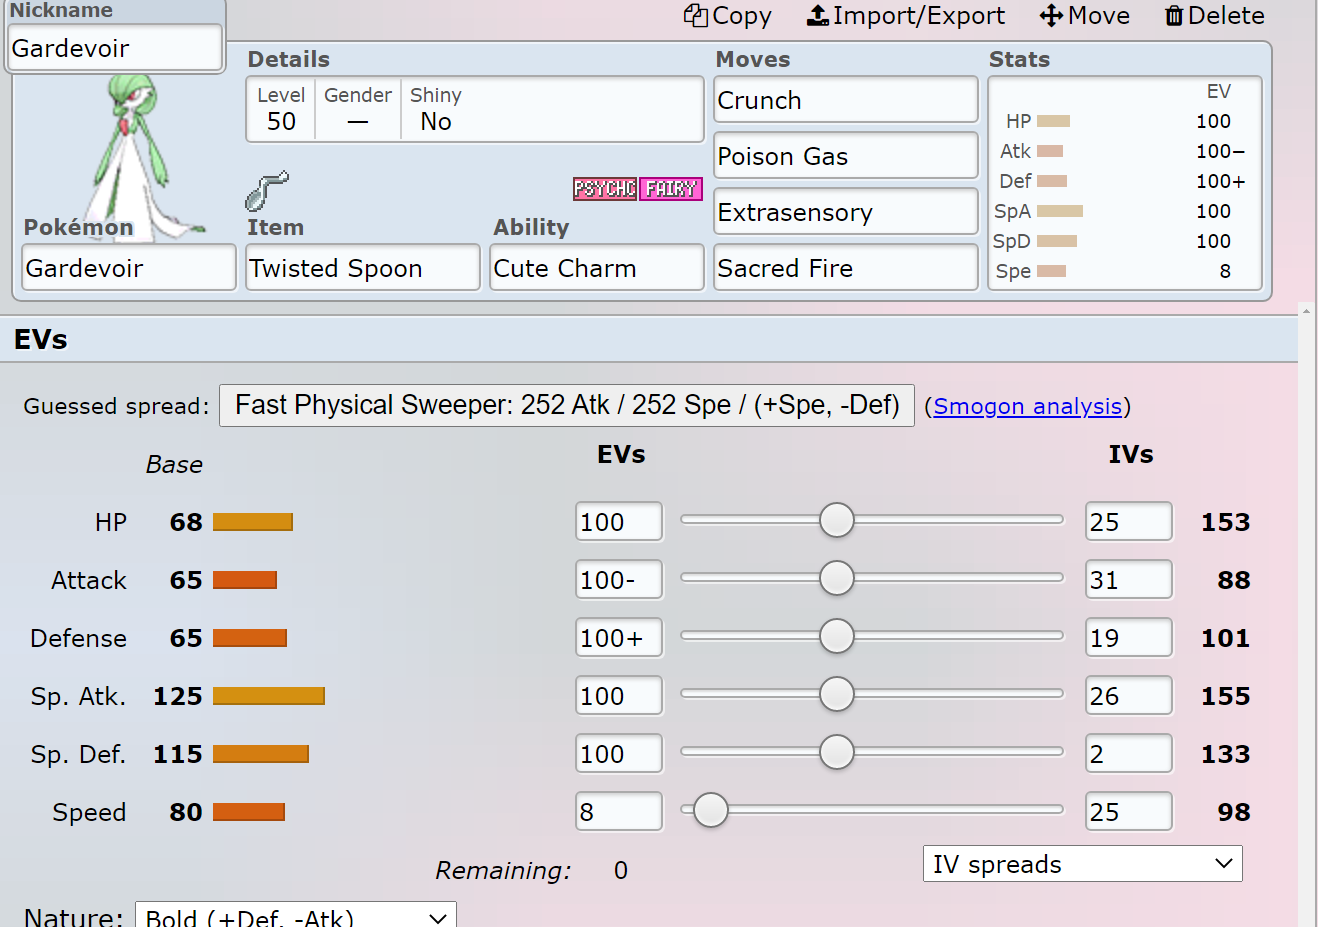 Nickname
Gardevoir
Copy Import/Export Move Delete
Details
Level Gender Shiny
50 — No
PSYCHC FAIRY
Pokémon
Gardevoir
Item
Twisted Spoon
Ability
Cute Charm
Moves
Crunch
Poison Gas
Extrasensory
Sacred Fire
Stats
EV
HP 100
Atk 100−
Def 100+
SpA 100
SpD 100
Spe 8
EVs
Guessed spread: Fast Physical Sweeper: 252 Atk / 252 Spe / (+Spe, -Def) (Smogon analysis)
Base EVs IVs
HP 68 100 25 153
Attack 65 100- 31 88
Defense 65 100+ 19 101
Sp. Atk. 125 100 26 155
Sp. Def. 115 100 2 133
Speed 80 8 25 98
Remaining: 0 IV spreads
Nature: Bold (+Def, -Atk)